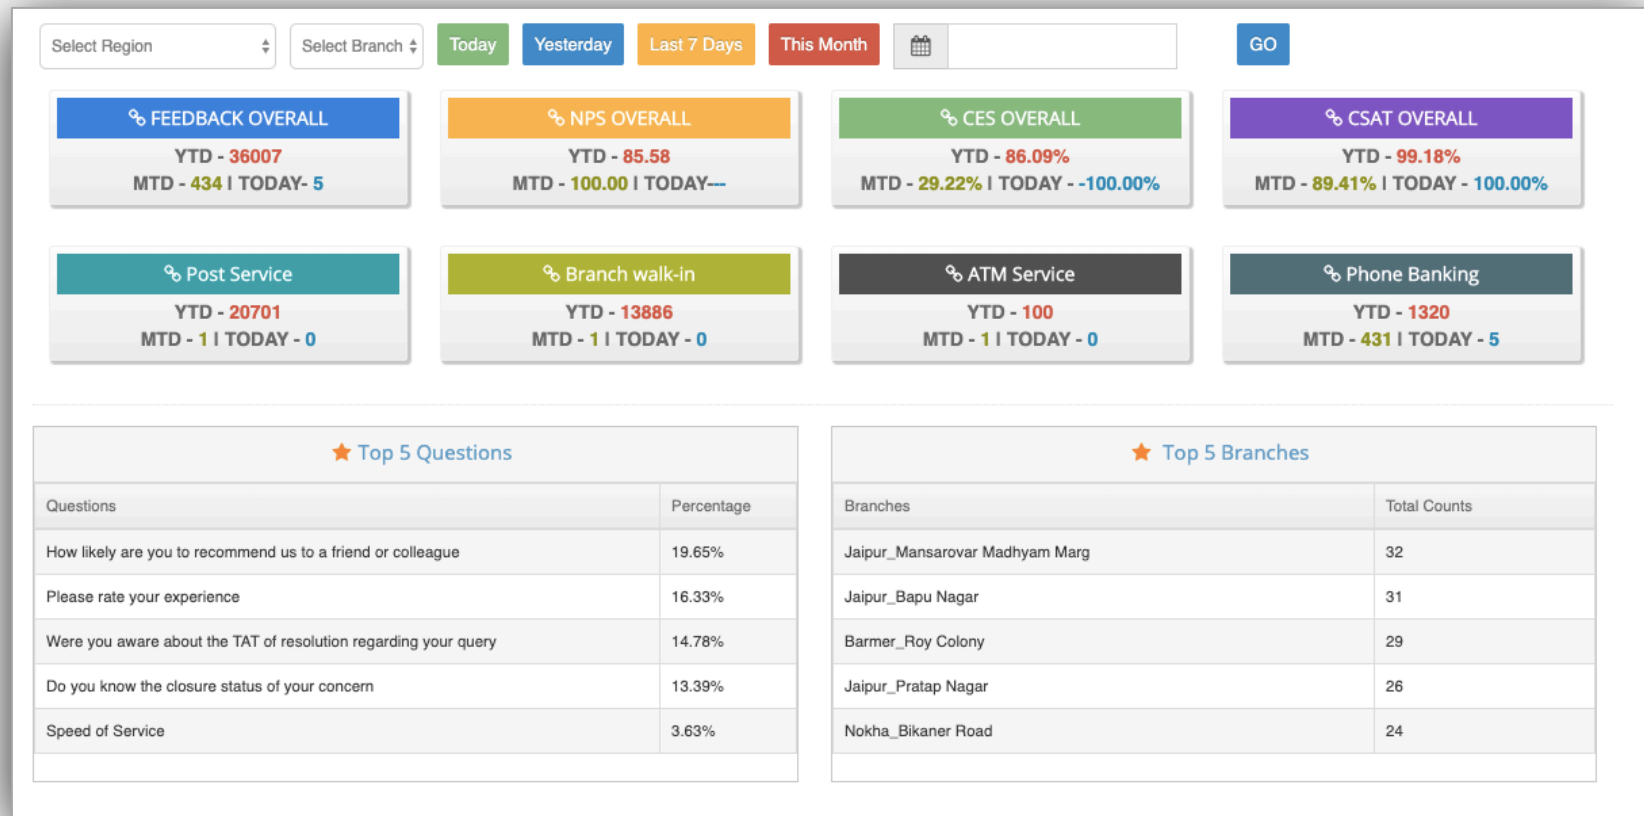 Select Region Select Branch Today Yesterday Last 7 Days This Month GO
FEEDBACK OVERALL
YTD - 36007
MTD - 434 | TODAY- 5
NPS OVERALL
YTD - 85.58
MTD - 100.00 | TODAY---
CES OVERALL
YTD - 86.09%
MTD - 29.22% | TODAY - -100.00%
CSAT OVERALL
YTD - 99.18%
MTD - 89.41% | TODAY - 100.00%
Post Service
YTD - 20701
MTD - 1 | TODAY - 0
Branch walk-in
YTD - 13886
MTD - 1 | TODAY - 0
ATM Service
YTD - 100
MTD - 1 | TODAY - 0
Phone Banking
YTD - 1320
MTD - 431 | TODAY - 5
Top 5 Questions
Questions Percentage
How likely are you to recommend us to a friend or colleague 19.65%
Please rate your experience 16.33%
Were you aware about the TAT of resolution regarding your query 14.78%
Do you know the closure status of your concern 13.39%
Speed of Service 3.63%
Top 5 Branches
Branches Total Counts
Jaipur_Mansarovar Madhyam Marg 32
Jaipur_Bapu Nagar 31
Barmer_Roy Colony 29
Jaipur_Pratap Nagar 26
Nokha_Bikaner Road 24